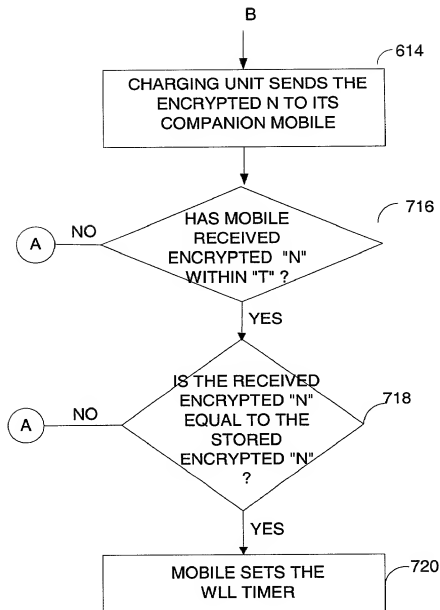 B
614
CHARGING UNIT SENDS THE
ENCRYPTED N TO ITS
COMPANION MOBILE
716
HAS MOBILE
RECEIVED
ENCRYPTED "N"
WITHIN "T" ?
NO
A
YES
718
IS THE RECEIVED
ENCRYPTED "N"
EQUAL TO THE
STORED
ENCRYPTED "N"
?
NO
A
YES
720
MOBILE SETS THE
WLL TIMER